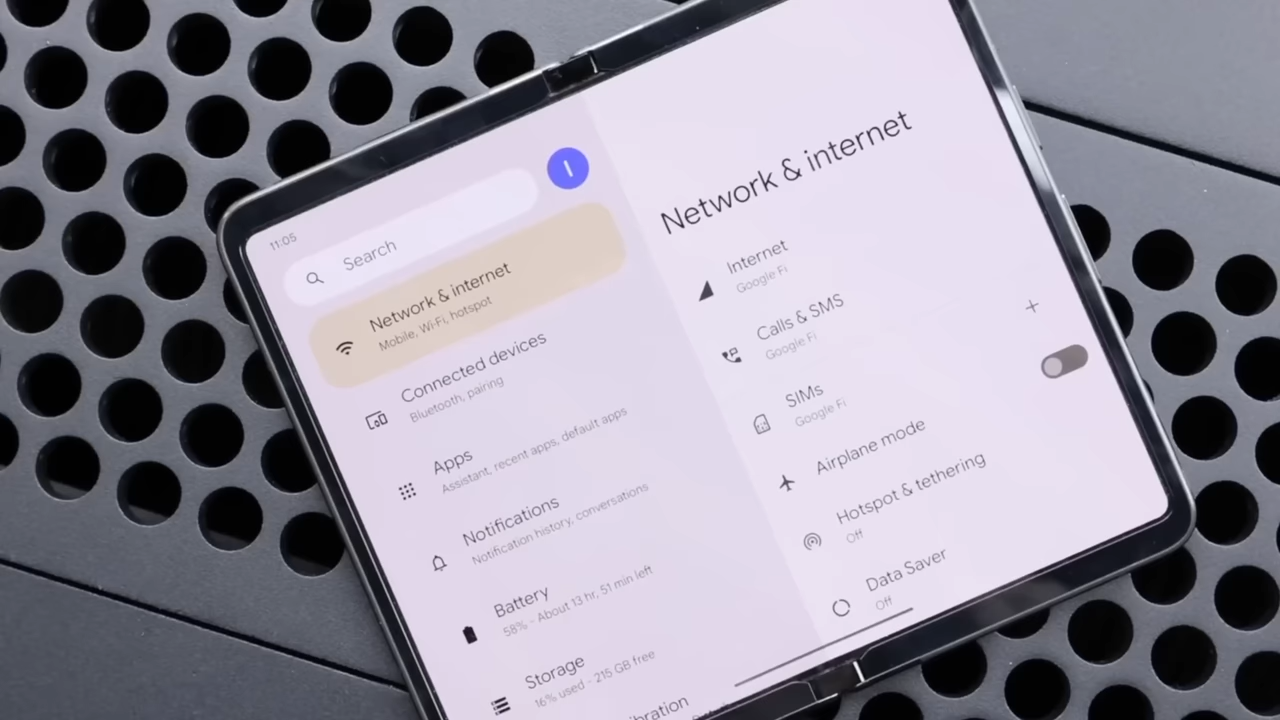 11:05
Search
I
Network & internet
Mobile, Wi-Fi, hotspot
Connected devices
Bluetooth, pairing
Apps
Assistant, recent apps, default apps
Notifications
Notification history, conversations
Battery
58% - About 13 hr, 51 min left
Storage
16% used - 215 GB free
Network & internet
Internet
Google Fi
Calls & SMS
Google Fi
SIMs
Google Fi
Airplane mode
Hotspot & tethering
Off
Data Saver
Off